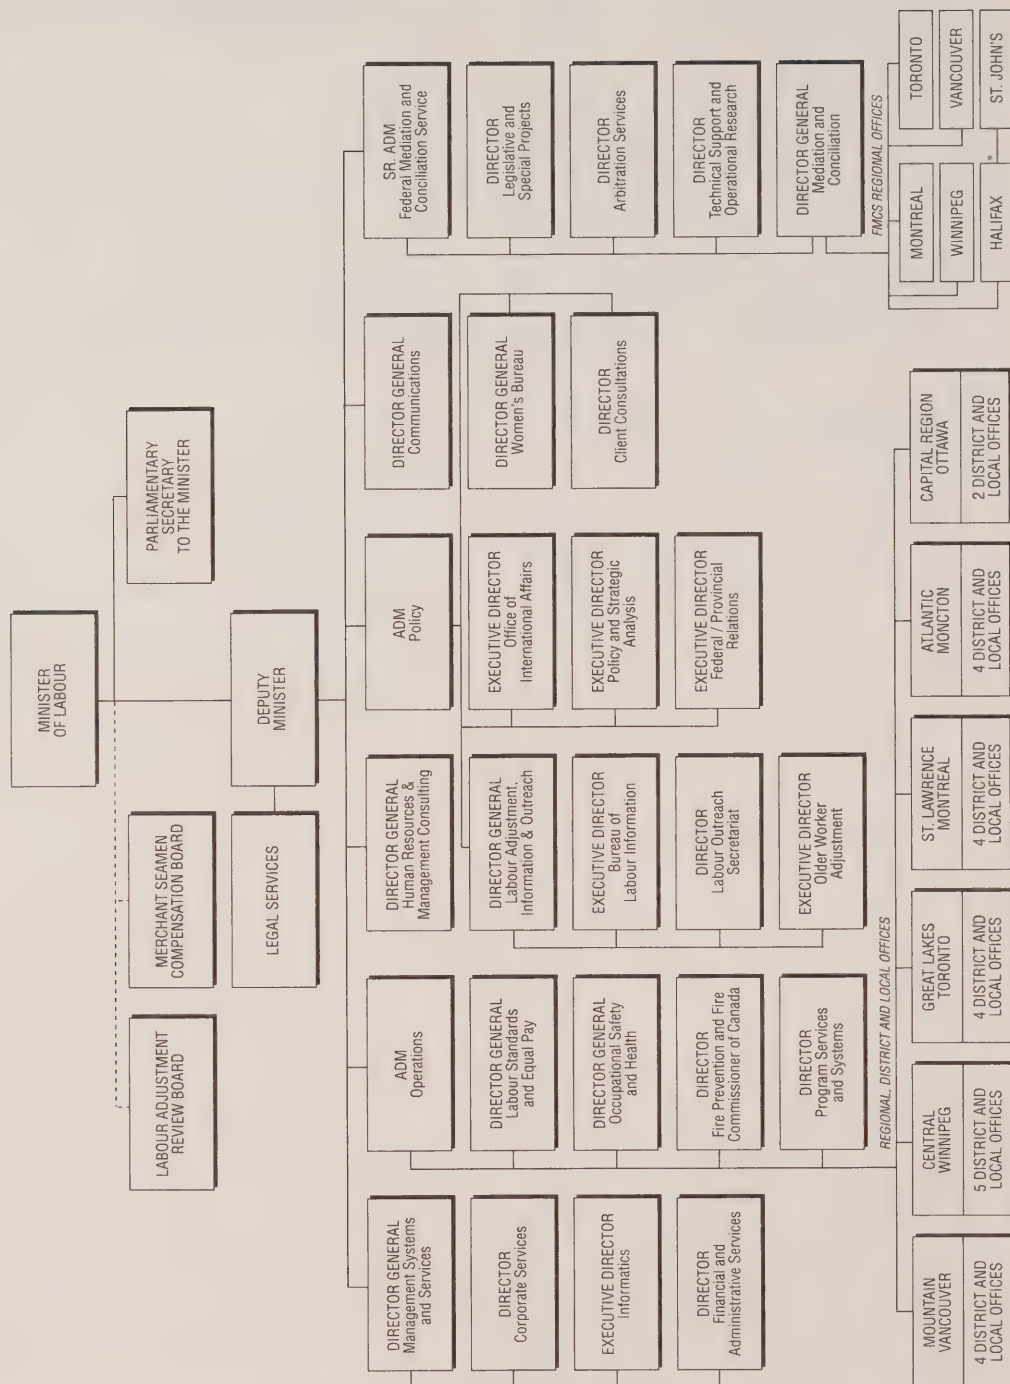 MINISTER
OF LABOUR
PARLIAMENTARY
SECRETARY
TO THE MINISTER
LABOUR ADJUSTMENT
REVIEW BOARD
MERCHANT SEAMEN
COMPENSATION BOARD
DEPUTY
MINISTER
LEGAL SERVICES
DIRECTOR GENERAL
Management Systems
and Services
DIRECTOR
Corporate Services
EXECUTIVE DIRECTOR
Informatics
DIRECTOR
Financial and
Administrative Services
ADM
Operations
DIRECTOR GENERAL
Labour Standards
and Equal Pay
DIRECTOR GENERAL
Occupational Safety
and Health
DIRECTOR
Fire Prevention and Fire
Commissioner of Canada
DIRECTOR
Program Services
and Systems
DIRECTOR GENERAL
Human Resources &
Management Consulting
DIRECTOR GENERAL
Labour Adjustment,
Information & Outreach
EXECUTIVE DIRECTOR
Bureau of
Labour Information
DIRECTOR
Labour Outreach
Secretariat
EXECUTIVE DIRECTOR
Older Worker
Adjustment
ADM
Policy
EXECUTIVE DIRECTOR
Office of
International Affairs
EXECUTIVE DIRECTOR
Policy and Strategic
Analysis
EXECUTIVE DIRECTOR
Federal / Provincial
Relations
DIRECTOR GENERAL
Communications
DIRECTOR GENERAL
Women's Bureau
DIRECTOR
Client Consultations
SR. ADM
Federal Mediation and
Conciliation Service
DIRECTOR
Legislative and
Special Projects
DIRECTOR
Arbitration Services
DIRECTOR
Technical Support and
Operational Research
DIRECTOR GENERAL
Mediation and
Conciliation
REGIONAL, DISTRICT AND LOCAL OFFICES
MOUNTAIN
VANCOUVER
4 DISTRICT AND
LOCAL OFFICES
CENTRAL
WINNIPEG
5 DISTRICT AND
LOCAL OFFICES
GREAT LAKES
TORONTO
4 DISTRICT AND
LOCAL OFFICES
ST. LAWRENCE
MONTREAL
4 DISTRICT AND
LOCAL OFFICES
ATLANTIC
MONCTON
4 DISTRICT AND
LOCAL OFFICES
CAPITAL REGION
OTTAWA
2 DISTRICT AND
LOCAL OFFICES
FMCS REGIONAL OFFICES
MONTREAL
TORONTO
WINNIPEG
VANCOUVER
HALIFAX
*
ST. JOHN'S